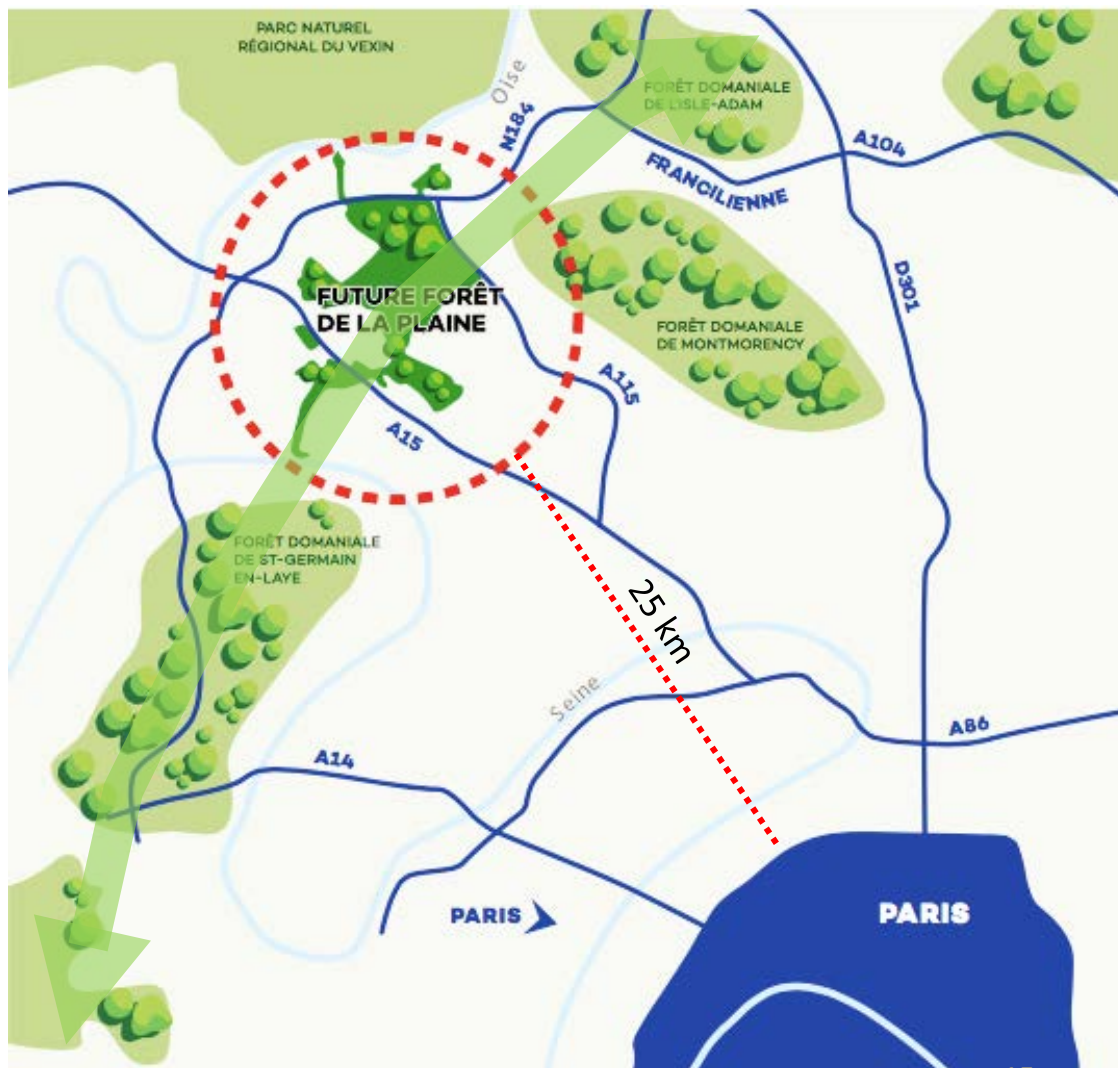 PARC NATUREL
RÉGIONAL DU VEXIN
Oise
N184
FORÊT DOMANIALE
DE L'ISLE-ADAM
A104
FRANCILIENNE
D301
FUTURE FORÊT
DE LA PLAINE
FORÊT DOMANIALE
DE MONTMORENCY
A115
A15
FORÊT DOMANIALE
DE ST-GERMAIN
EN-LAYE
25 km
Seine
A86
A14
PARIS
PARIS